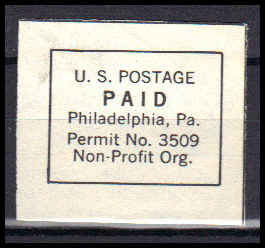 U. S. POSTAGE
PAID
Philadelphia, Pa.
Permit No. 3509
Non-Profit Org.